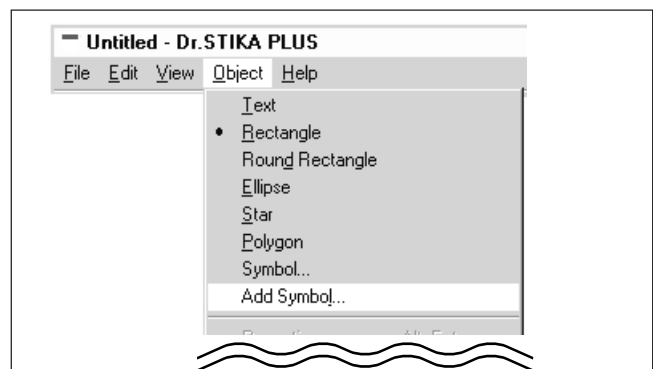 Untitled - Dr.STIKA PLUS
File Edit View Object Help
Text
• Rectangle
Round Rectangle
Ellipse
Star
Polygon
Symbol...
Add Symbol...